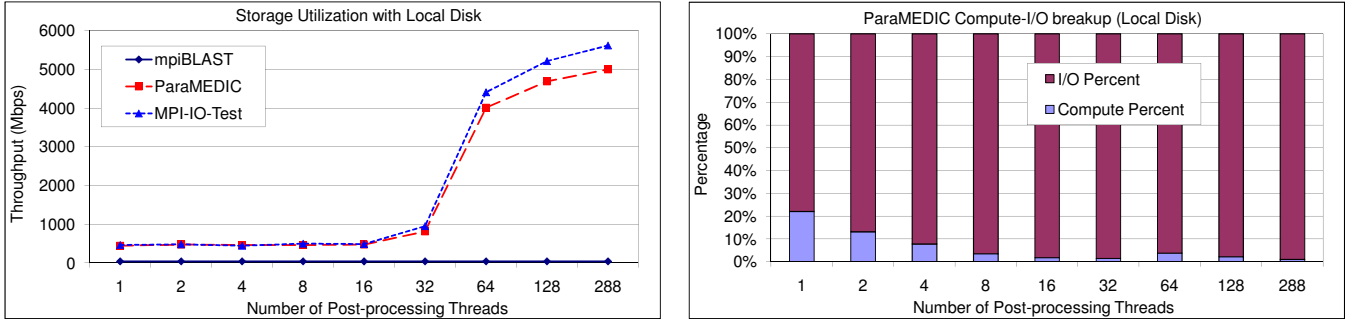 Storage Utilization with Local Disk
6000
5000
4000
3000
2000
1000
0
Throughput (Mbps)
mpiBLAST
ParaMEDIC
MPI-IO-Test
1 2 4 8 16 32 64 128 288
Number of Post-processing Threads
ParaMEDIC Compute-I/O breakup (Local Disk)
100%
90%
80%
70%
60%
50%
40%
30%
20%
10%
0%
Percentage
I/O Percent
Compute Percent
1 2 4 8 16 32 64 128 288
Number of Post-processing Threads